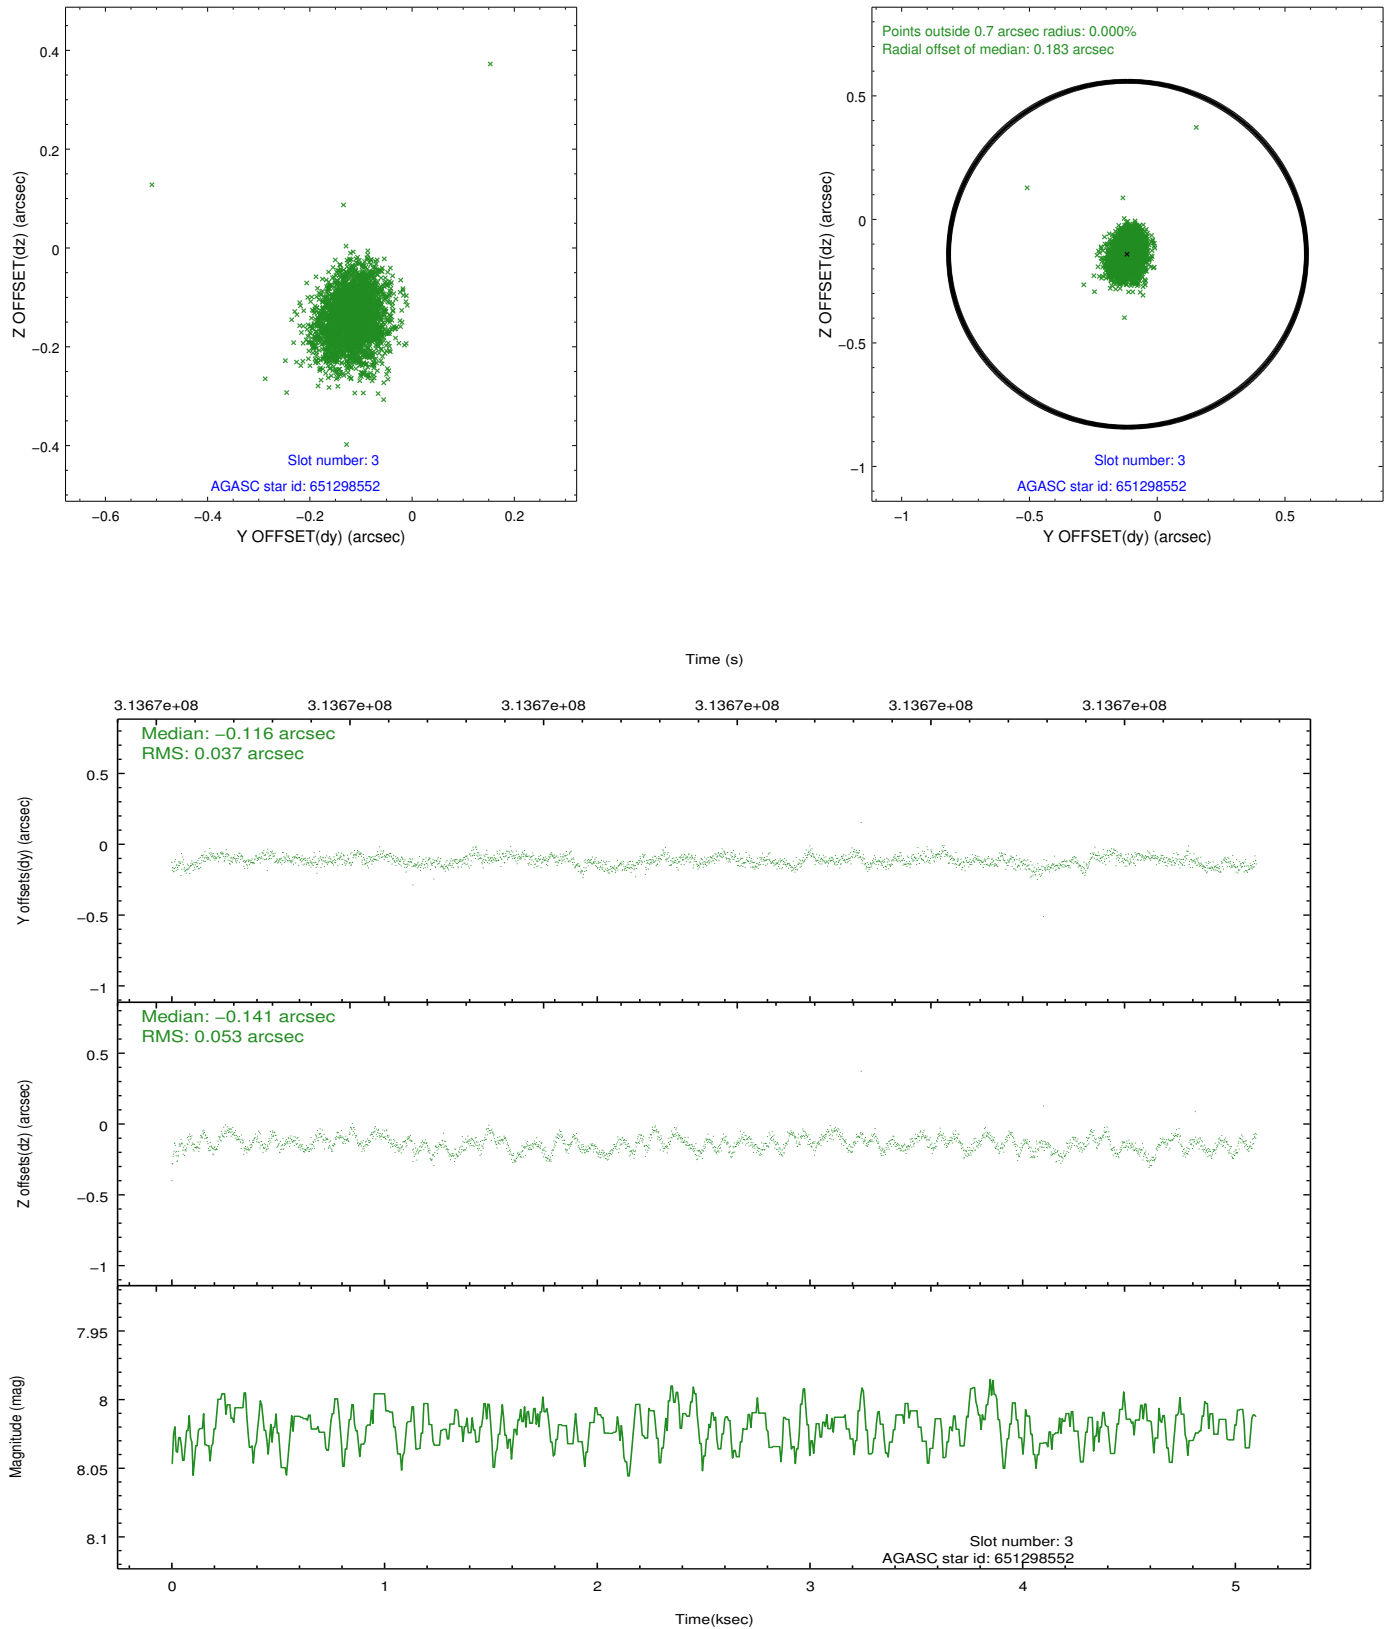 0.4
0.2
0
−0.2
−0.4
Z OFFSET(dz) (arcsec)
Slot number: 3
AGASC star id: 651298552
−0.6
−0.4
−0.2
0
0.2
Y OFFSET(dy) (arcsec)
Points outside 0.7 arcsec radius: 0.000%
Radial offset of median: 0.183 arcsec
0.5
0
−0.5
−1
Z OFFSET(dz) (arcsec)
Slot number: 3
AGASC star id: 651298552
−1
−0.5
0
0.5
Y OFFSET(dy) (arcsec)
Time (s)
3.1367e+08
3.1367e+08
3.1367e+08
3.1367e+08
3.1367e+08
3.1367e+08
Median: −0.116 arcsec
RMS: 0.037 arcsec
0.5
0
−0.5
−1
Y offsets(dy) (arcsec)
Median: −0.141 arcsec
RMS: 0.053 arcsec
0.5
0
−0.5
−1
Z offsets(dz) (arcsec)
7.95
8
8.05
8.1
Magnitude (mag)
Slot number: 3
AGASC star id: 651298552
0
1
2
3
4
5
Time(ksec)